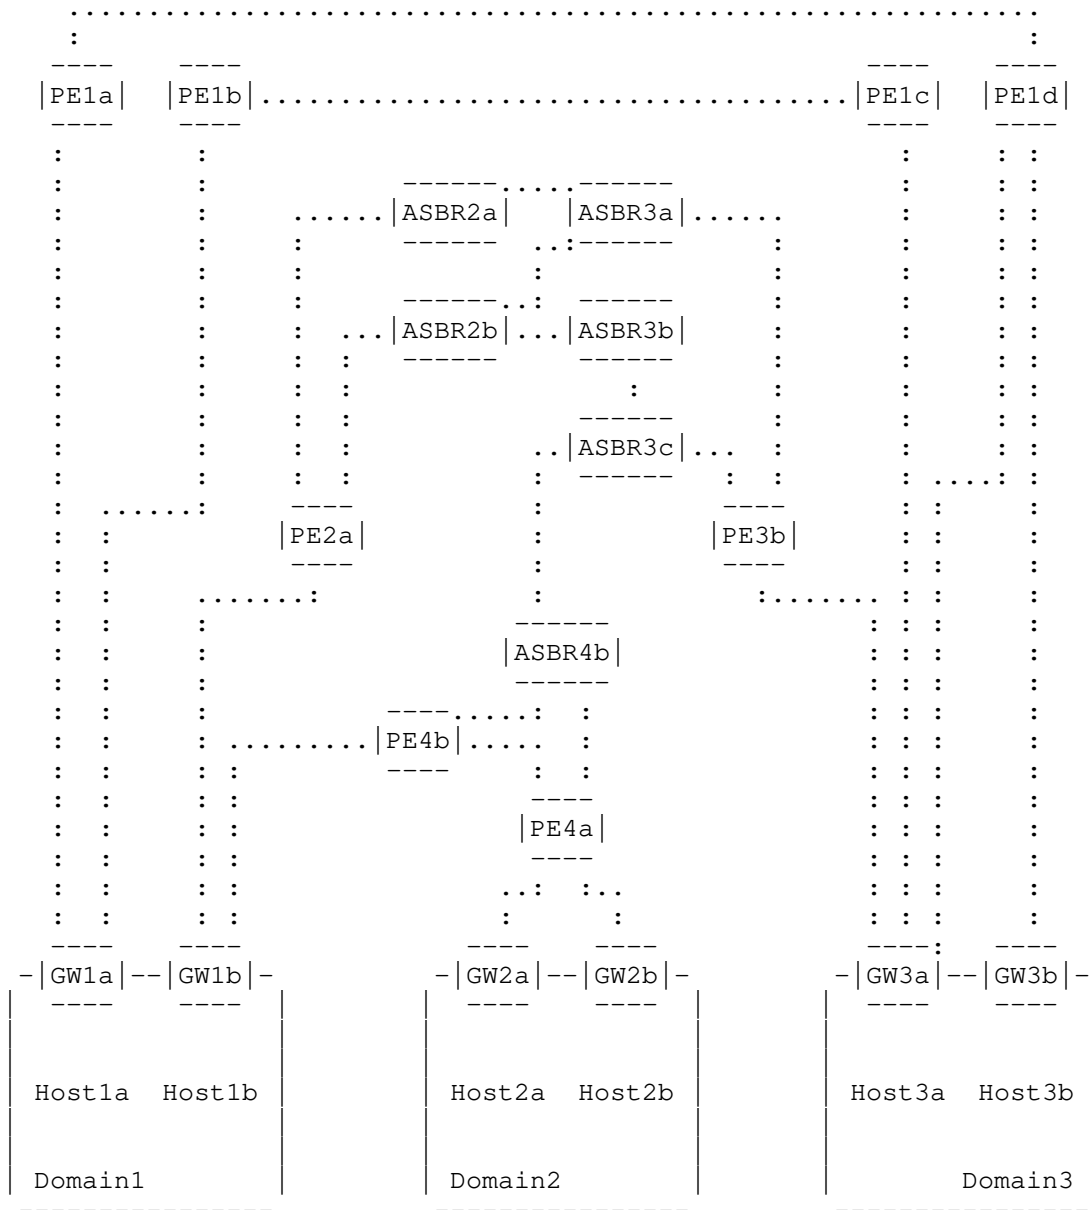 PE1a PE1b PE1c PE1d
ASBR2a ASBR3a
ASBR2b ASBR3b
ASBR3c
PE2a PE3b
ASBR4b
PE4b
PE4a
GW1a GW1b GW2a GW2b GW3a GW3b
Host1a Host1b Host2a Host2b Host3a Host3b
Domain1 Domain2 Domain3